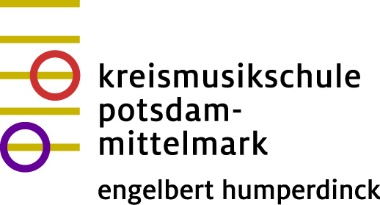 kreismusikschule
potsdam-
mittelmark
engelbert humperdinck